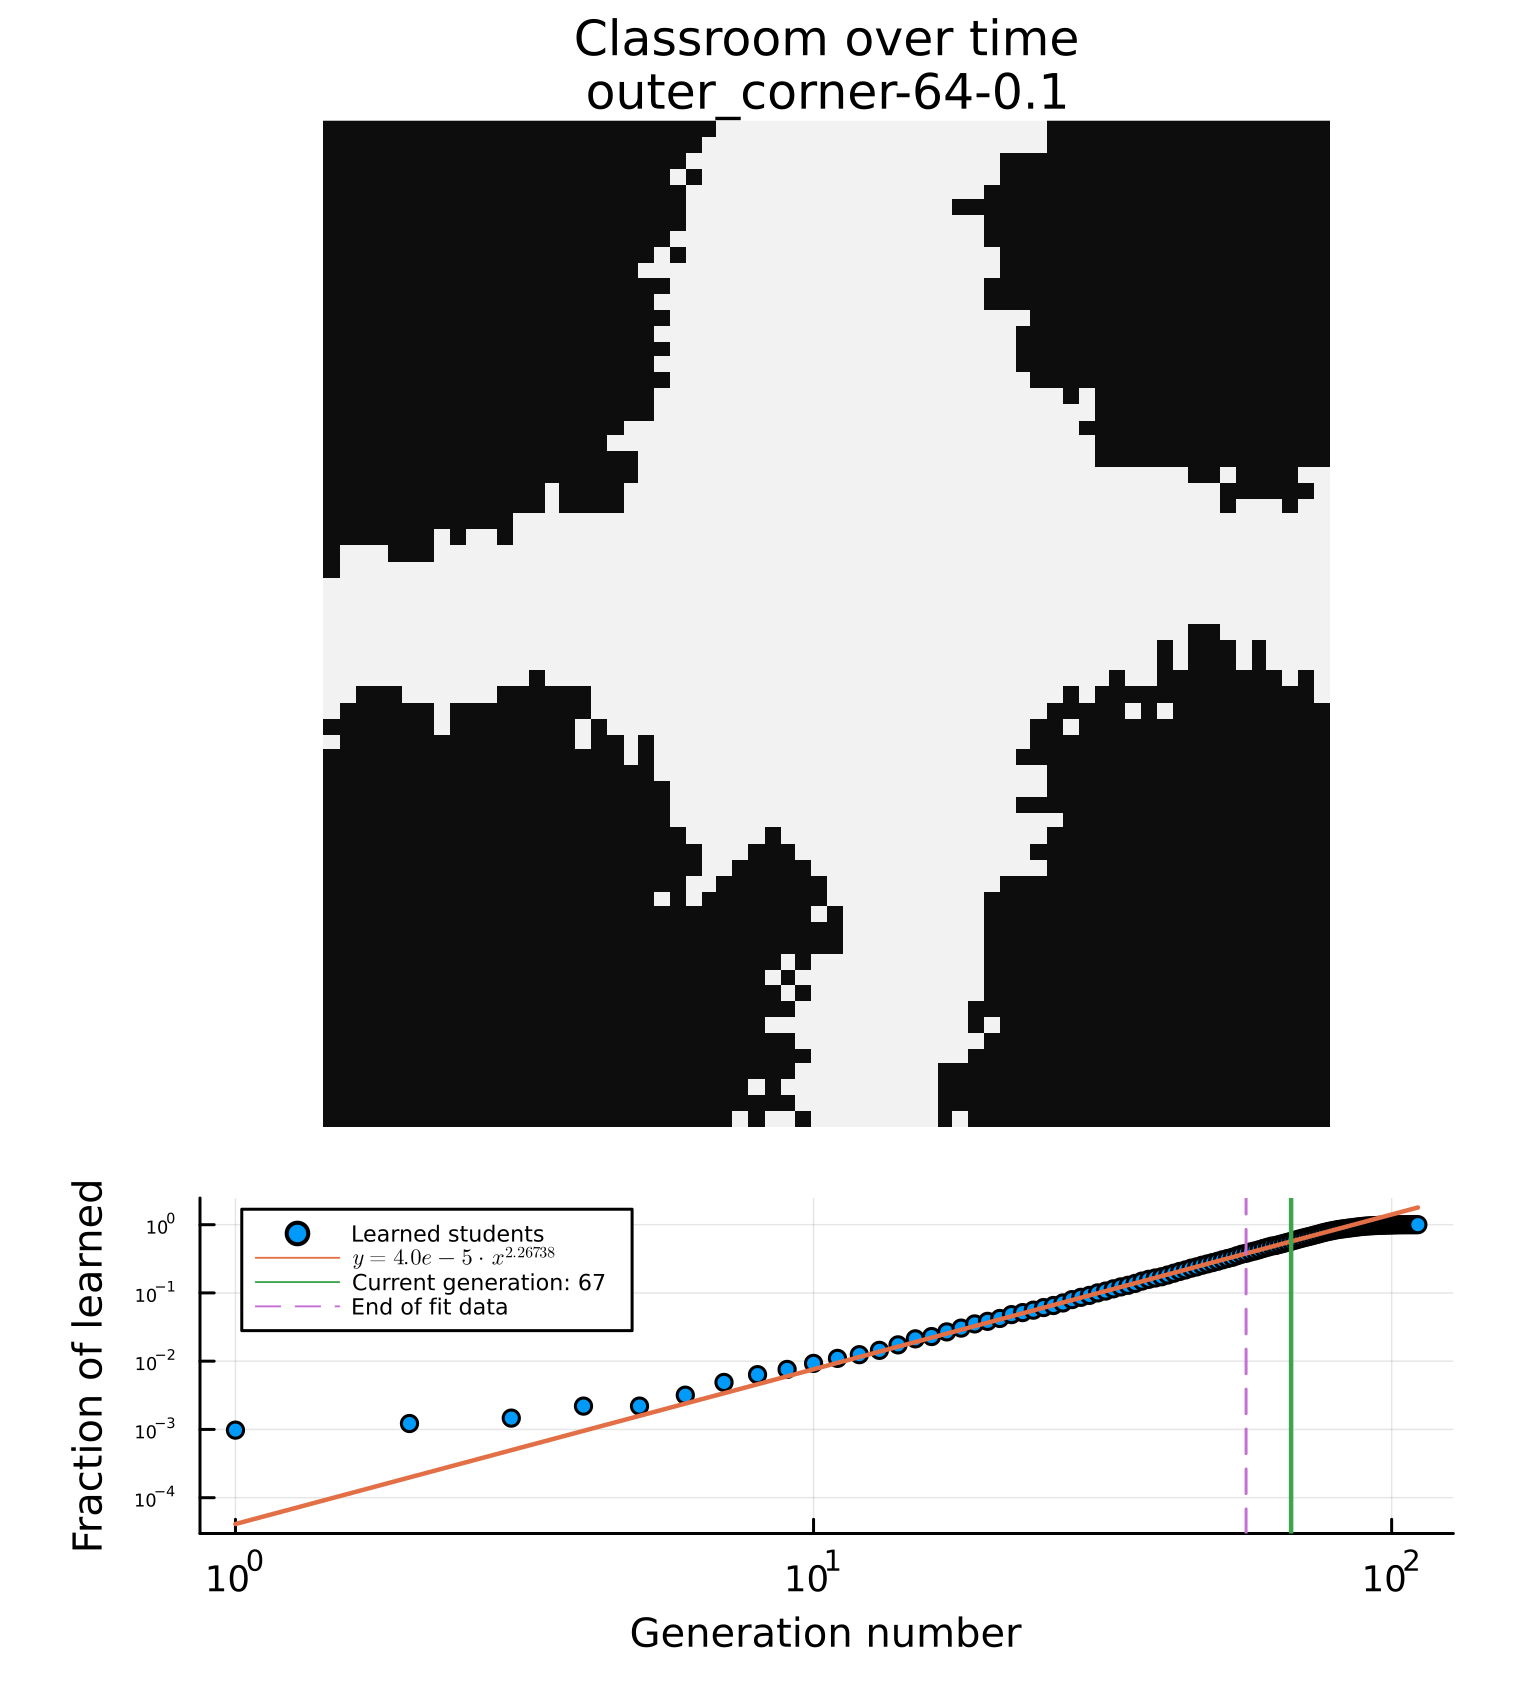 Classroom over time
outer_corner-64-0.1
Fraction of learned
10^0
10^−1
10^−2
10^−3
10^−4
Learned students
y = 4.0e − 5 · x^2.26738
Current generation: 67
End of fit data
10^0 10^1 10^2
Generation number